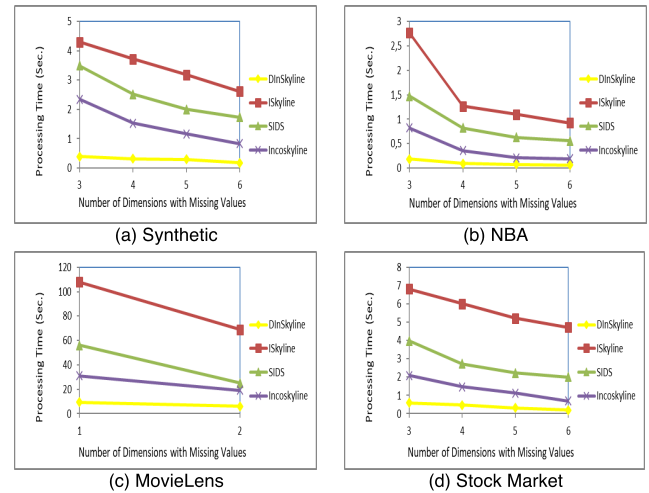 5
4
3
2
1
0
Processing Time (Sec.)
3 4 5 6
Number of Dimensions with Missing Values
DInSkyline
ISkyline
SIDS
Incoskyline
(a) Synthetic
3
2,5
2
1,5
1
0,5
0
Processing Time (Sec.)
3 4 5 6
Number of Dimensions with Missing Values
DInSkyline
ISkyline
SIDS
Incoskyline
(b) NBA
120
100
80
60
40
20
0
Processing Time (Sec.)
1 2
Number of Dimensions with Missing Values
DInSkyline
ISkyline
SIDS
Incoskyline
(c) MovieLens
8
7
6
5
4
3
2
1
0
Processing Time (Sec.)
3 4 5 6
Number of Dimensions with Missing Values
DInSkyline
ISkyline
SIDS
Incoskyline
(d) Stock Market